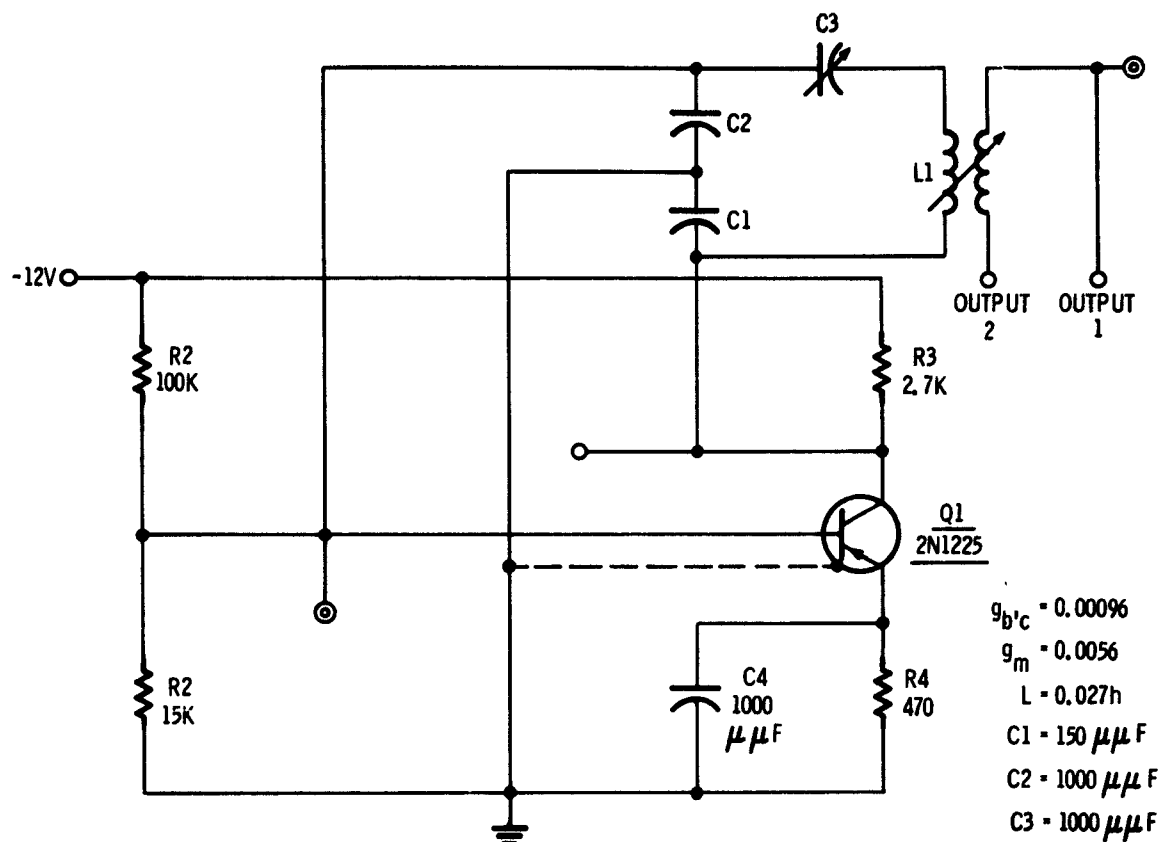 C3
C2
L1
C1
-12V
OUTPUT
2
OUTPUT
1
R2
100K
R3
2.7K
Q1
2N1225
gb'c = 0.00096
gm = 0.0056
L = 0.027h
C1 = 150 μμF
C2 = 1000 μμF
C3 = 1000 μμF
R2
15K
C4
1000
μμF
R4
470